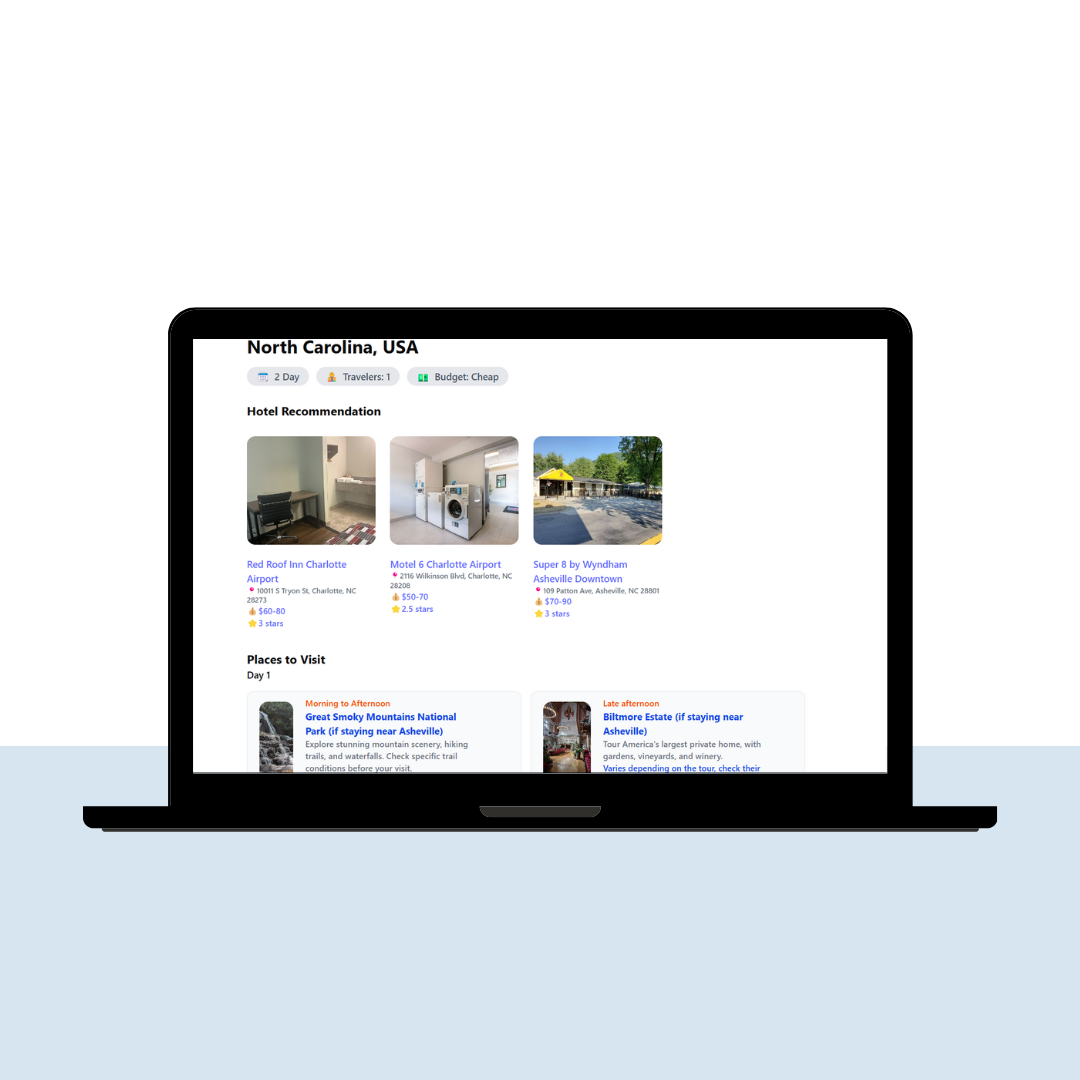 North Carolina, USA
2 Day
Travelers: 1
Budget: Cheap
Hotel Recommendation
Red Roof Inn Charlotte
Airport
10011 S Tryon St, Charlotte, NC
28273
$60-80
3 stars
Motel 6 Charlotte Airport
2116 Wilkinson Blvd, Charlotte, NC
28208
$50-70
2.5 stars
Super 8 by Wyndham
Asheville Downtown
109 Patton Ave, Asheville, NC 28801
$70-90
3 stars
Places to Visit
Day 1
Morning to Afternoon
Great Smoky Mountains National
Park (if staying near Asheville)
Explore stunning mountain scenery, hiking
trails, and waterfalls. Check specific trail
conditions before your visit.
Late afternoon
Biltmore Estate (if staying near
Asheville)
Tour America's largest private home, with
gardens, vineyards, and winery.
Varies depending on the tour, check their